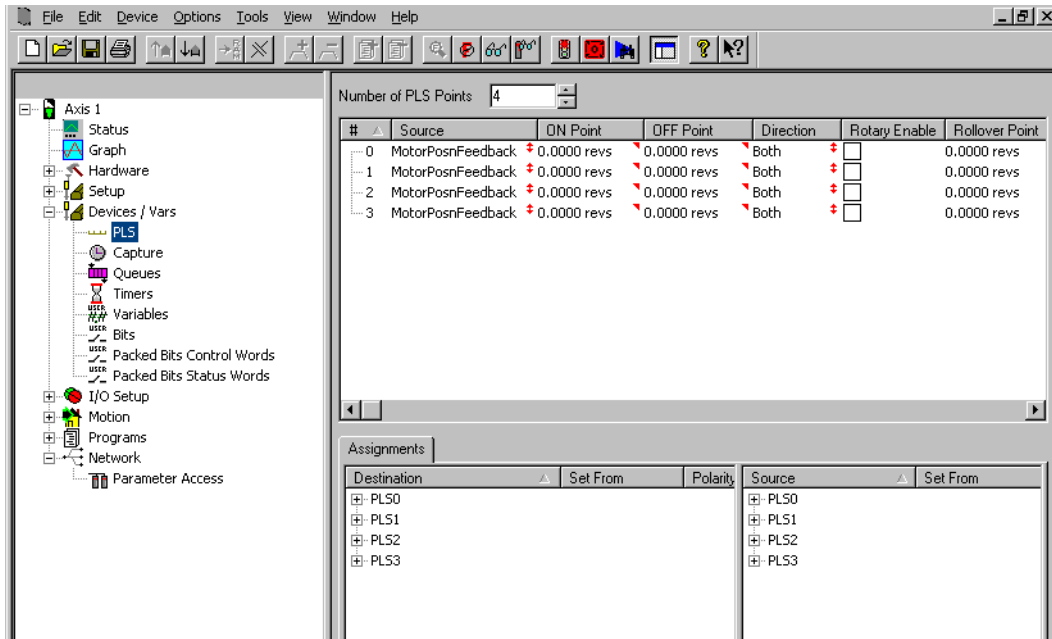 File Edit Device Options Tools View Window Help
Axis 1
Status
Graph
Hardware
Setup
Devices / Vars
PLS
Capture
Queues
Timers
USER
Variables
USER
Bits
USER
Packed Bits Control Words
USER
Packed Bits Status Words
I/O Setup
Motion
Programs
Network
Parameter Access
Number of PLS Points 4
# Source ON Point OFF Point Direction Rotary Enable Rollover Point
0 MotorPosnFeedback 0.0000 revs 0.0000 revs Both 0.0000 revs
1 MotorPosnFeedback 0.0000 revs 0.0000 revs Both 0.0000 revs
2 MotorPosnFeedback 0.0000 revs 0.0000 revs Both 0.0000 revs
3 MotorPosnFeedback 0.0000 revs 0.0000 revs Both 0.0000 revs
Assignments
Destination Set From Polarity
PLS0
PLS1
PLS2
PLS3
Source Set From
PLS0
PLS1
PLS2
PLS3